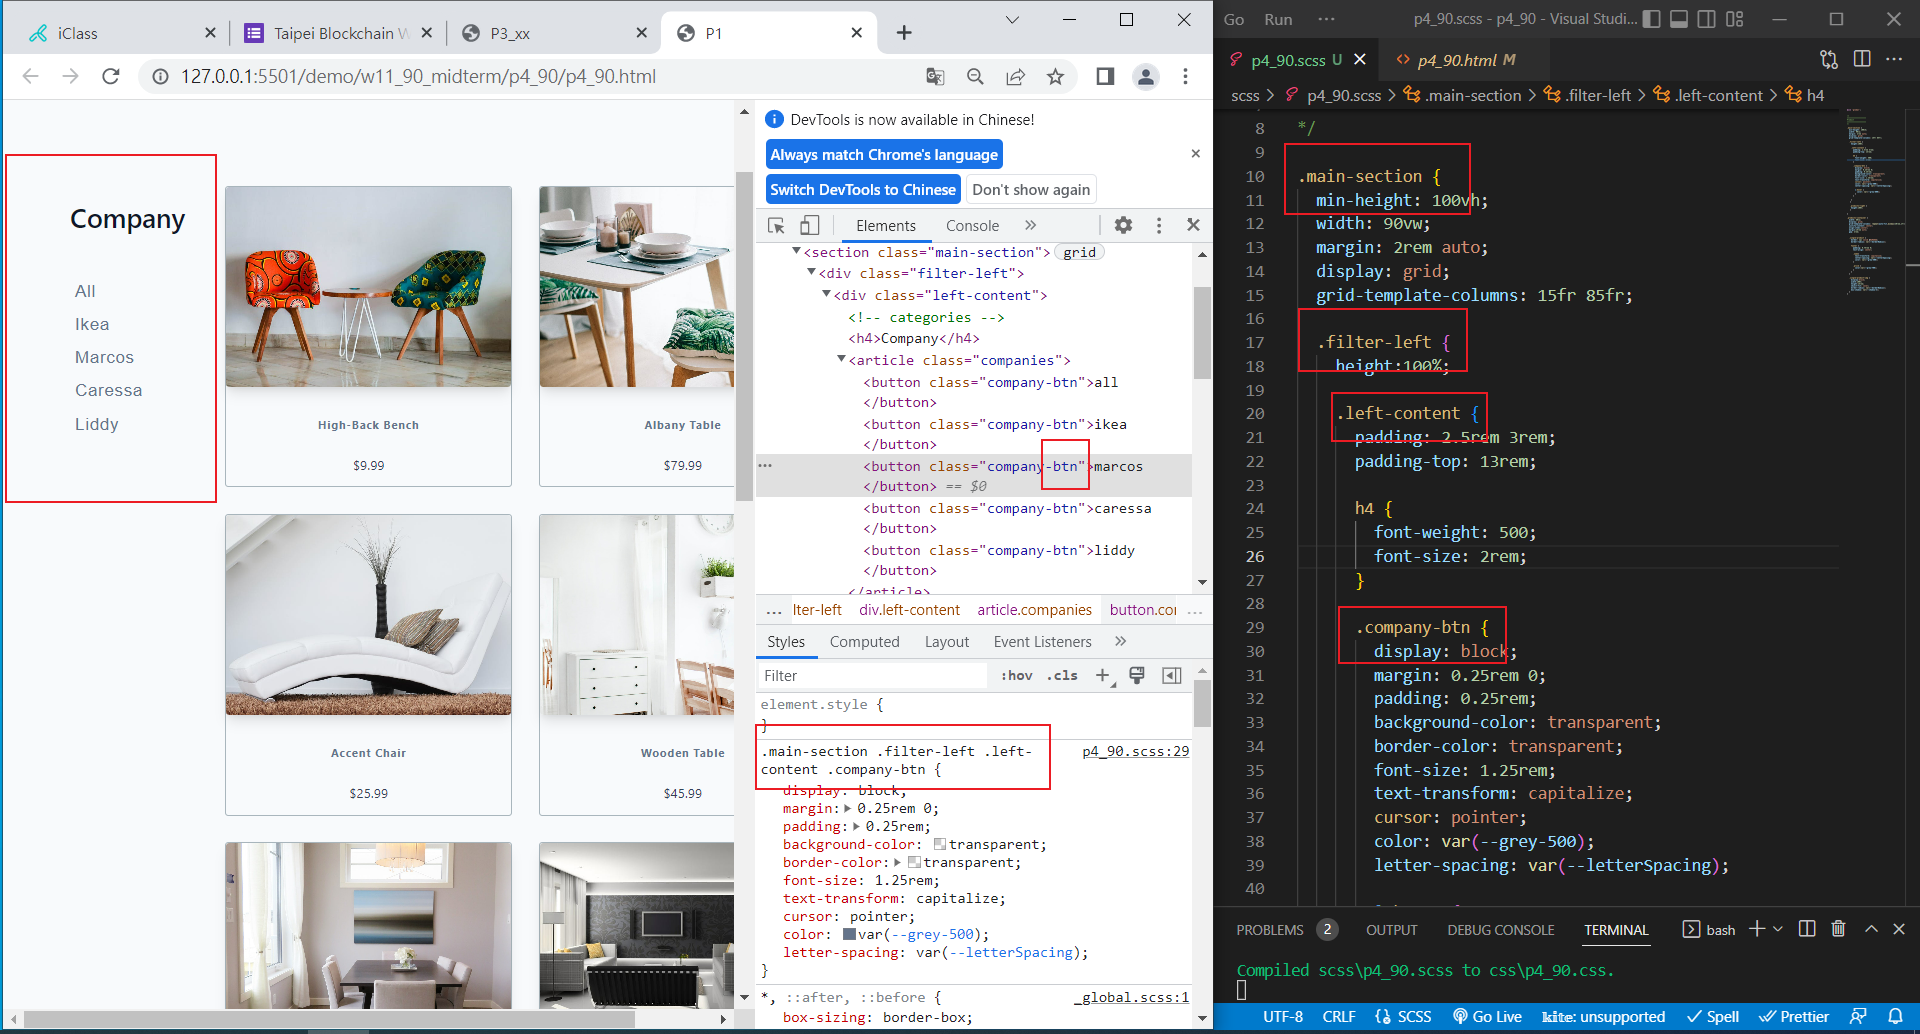 iClass
Taipei Blockchain W
P3_xx
P1
127.0.0.1:5501/demo/w11_90_midterm/p4_90/p4_90.html
Company
All
Ikea
Marcos
Caressa
Liddy
High-Back Bench
$9.99
Albany Table
$79.99
Accent Chair
$25.99
Wooden Table
$45.99
DevTools is now available in Chinese!
Always match Chrome's language
Switch DevTools to Chinese
Don't show again
Elements
Console
<section class="main-section"> grid
<div class="filter-left">
<div class="left-content">
<!-- categories -->
<h4>Company</h4>
<article class="companies">
<button class="company-btn">all
</button>
<button class="company-btn">ikea
</button>
<button class="company-btn">marcos
</button> == $0
<button class="company-btn">caressa
</button>
<button class="company-btn">liddy
</button>
</article>
... lter-left div.left-content article.companies button.cor ...
Styles Computed Layout Event Listeners
Filter
:hov .cls
element.style {
}
.main-section .filter-left .left-
content .company-btn {
p4_90.scss:29
display: block;
margin: 0.25rem 0;
padding: 0.25rem;
background-color: transparent;
border-color: transparent;
font-size: 1.25rem;
text-transform: capitalize;
cursor: pointer;
color: var(--grey-500);
letter-spacing: var(--letterSpacing);
}
*, ::after, ::before {
_global.scss:1
box-sizing: border-box;
Go Run ...
p4_90.scss - p4_90 - Visual Studi...
p4_90.scss U
p4_90.html M
scss > p4_90.scss > .main-section > .filter-left > .left-content > h4
8 */
9
10 .main-section {
11 min-height: 100vh;
12 width: 90vw;
13 margin: 2rem auto;
14 display: grid;
15 grid-template-columns: 15fr 85fr;
16
17 .filter-left {
18 height:100%;
19
20 .left-content {
21 padding: 2.5rem 3rem;
22 padding-top: 13rem;
23
24 h4 {
25 font-weight: 500;
26 font-size: 2rem;
27 }
28
29 .company-btn {
30 display: block;
31 margin: 0.25rem 0;
32 padding: 0.25rem;
33 background-color: transparent;
34 border-color: transparent;
35 font-size: 1.25rem;
36 text-transform: capitalize;
37 cursor: pointer;
38 color: var(--grey-500);
39 letter-spacing: var(--letterSpacing);
40
PROBLEMS 2 OUTPUT DEBUG CONSOLE TERMINAL
bash
Compiled scss\p4_90.scss to css\p4_90.css.
UTF-8 CRLF SCSS Go Live kite: unsupported Spell Prettier